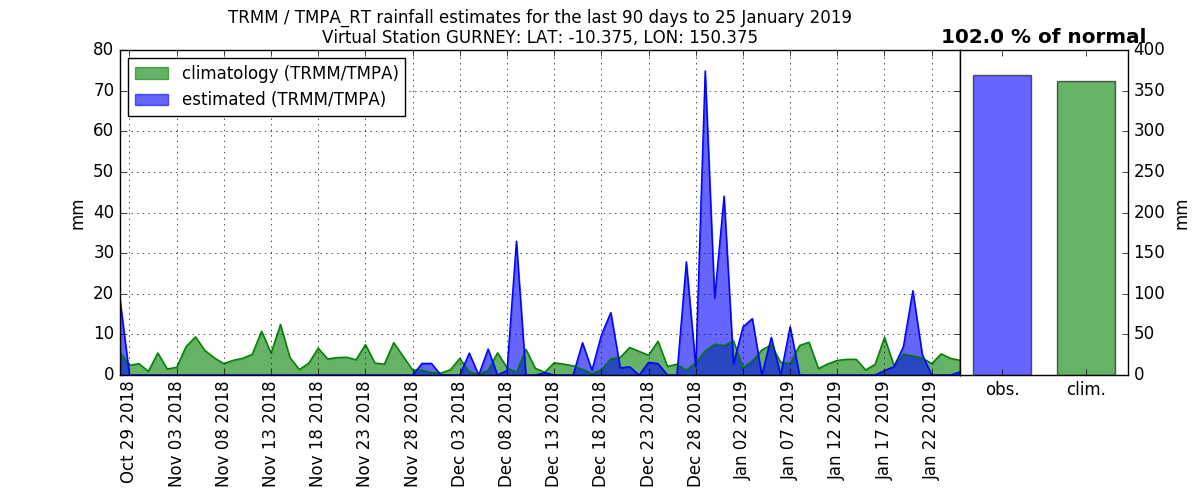 TRMM / TMPA_RT rainfall estimates for the last 90 days to 25 January 2019
Virtual Station GURNEY: LAT: -10.375, LON: 150.375
102.0 % of normal
climatology (TRMM/TMPA)
estimated (TRMM/TMPA)
mm
80
70
60
50
40
30
20
10
0
400
350
300
250
200
150
100
50
0
mm
Oct 29 2018
Nov 03 2018
Nov 08 2018
Nov 13 2018
Nov 18 2018
Nov 23 2018
Nov 28 2018
Dec 03 2018
Dec 08 2018
Dec 13 2018
Dec 18 2018
Dec 23 2018
Dec 28 2018
Jan 02 2019
Jan 07 2019
Jan 12 2019
Jan 17 2019
Jan 22 2019
obs.
clim.